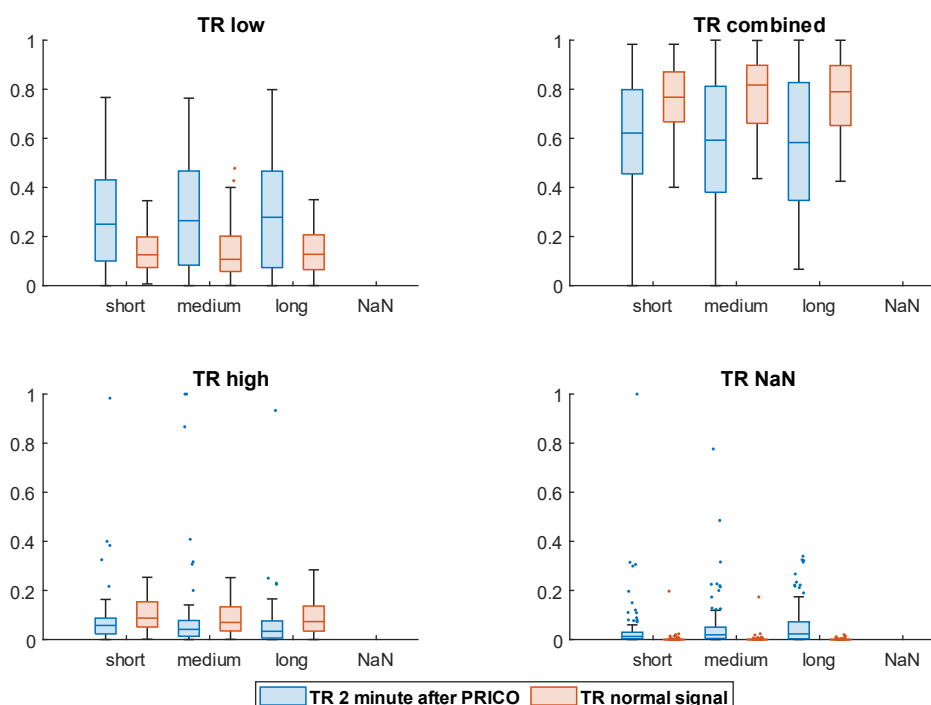 TR low
TR combined
1
0.8
0.6
0.4
0.2
0
short medium long NaN
1
0.8
0.6
0.4
0.2
0
short medium long NaN
TR high
TR NaN
1
0.8
0.6
0.4
0.2
0
short medium long NaN
1
0.8
0.6
0.4
0.2
0
short medium long NaN
TR 2 minute after PRICO TR normal signal